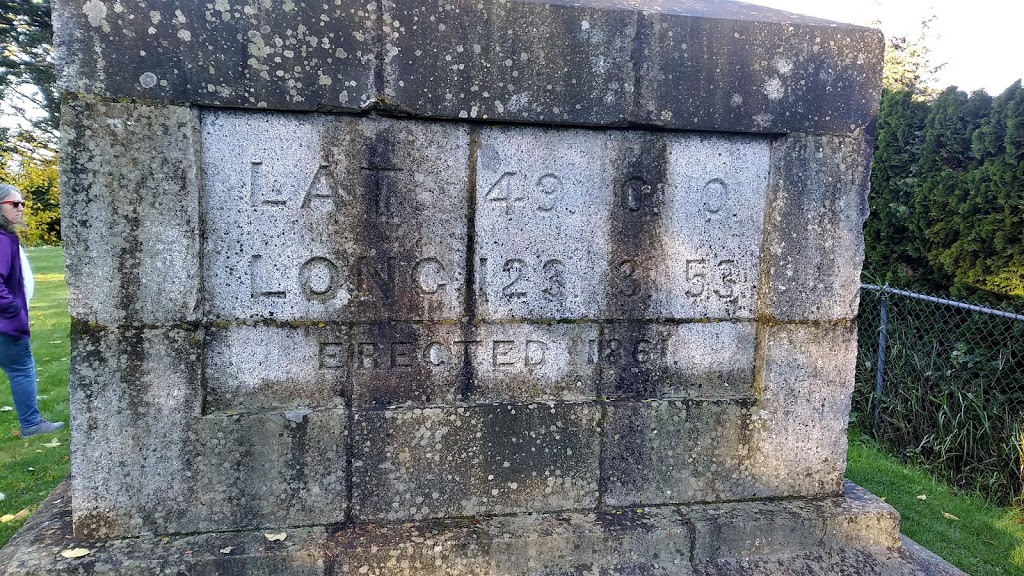 LAT 49. 0. 0.
LONG 123. 3. 53.
ERECTED 1861.